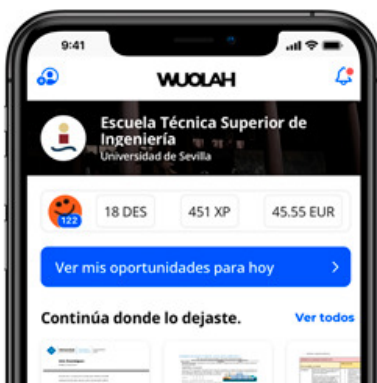 9:41
WUOLAH
Escuela Técnica Superior de
Ingeniería
Universidad de Sevilla
122
18 DES
451 XP
45.55 EUR
Ver mis oportunidades para hoy
Continúa donde lo dejaste.
Ver todos